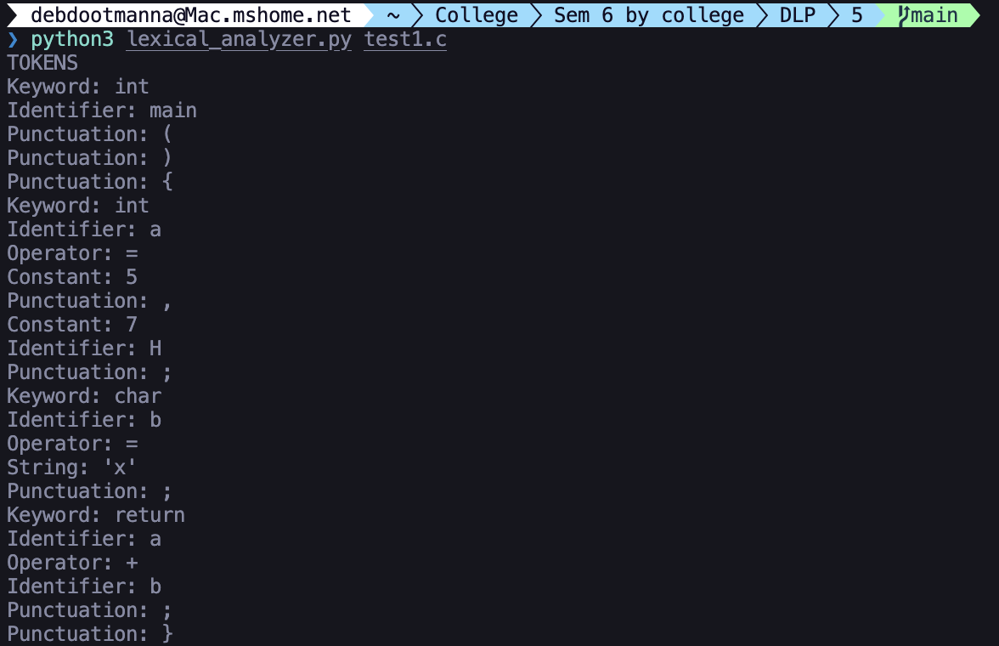 debdootmanna@Mac.mshome.net ~ College Sem 6 by college DLP 5 main
❯ python3 lexical_analyzer.py test1.c
TOKENS
Keyword: int
Identifier: main
Punctuation: (
Punctuation: )
Punctuation: {
Keyword: int
Identifier: a
Operator: =
Constant: 5
Punctuation: ,
Constant: 7
Identifier: H
Punctuation: ;
Keyword: char
Identifier: b
Operator: =
String: 'x'
Punctuation: ;
Keyword: return
Identifier: a
Operator: +
Identifier: b
Punctuation: ;
Punctuation: }